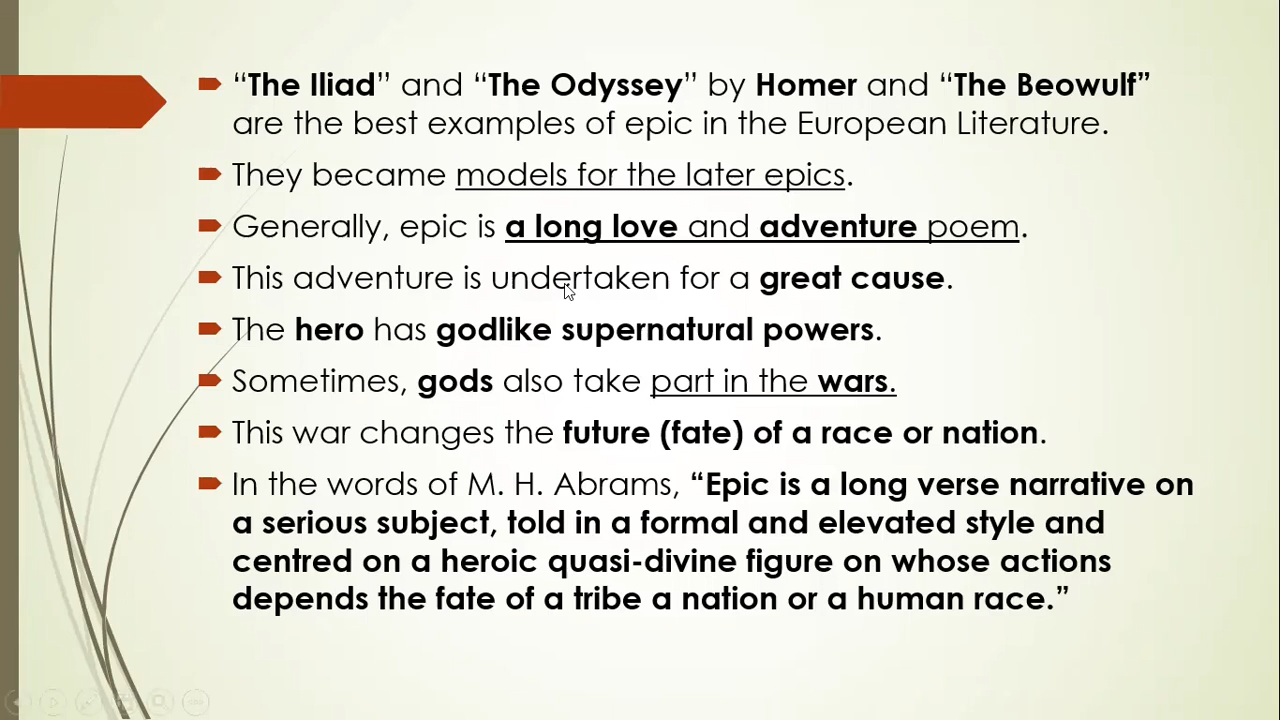 “The Iliad” and “The Odyssey” by Homer and “The Beowulf”
are the best examples of epic in the European Literature.
They became models for the later epics.
Generally, epic is a long love and adventure poem.
This adventure is undertaken for a great cause.
The hero has godlike supernatural powers.
Sometimes, gods also take part in the wars.
This war changes the future (fate) of a race or nation.
In the words of M. H. Abrams, “Epic is a long verse narrative on
a serious subject, told in a formal and elevated style and
centred on a heroic quasi-divine figure on whose actions
depends the fate of a tribe a nation or a human race.”